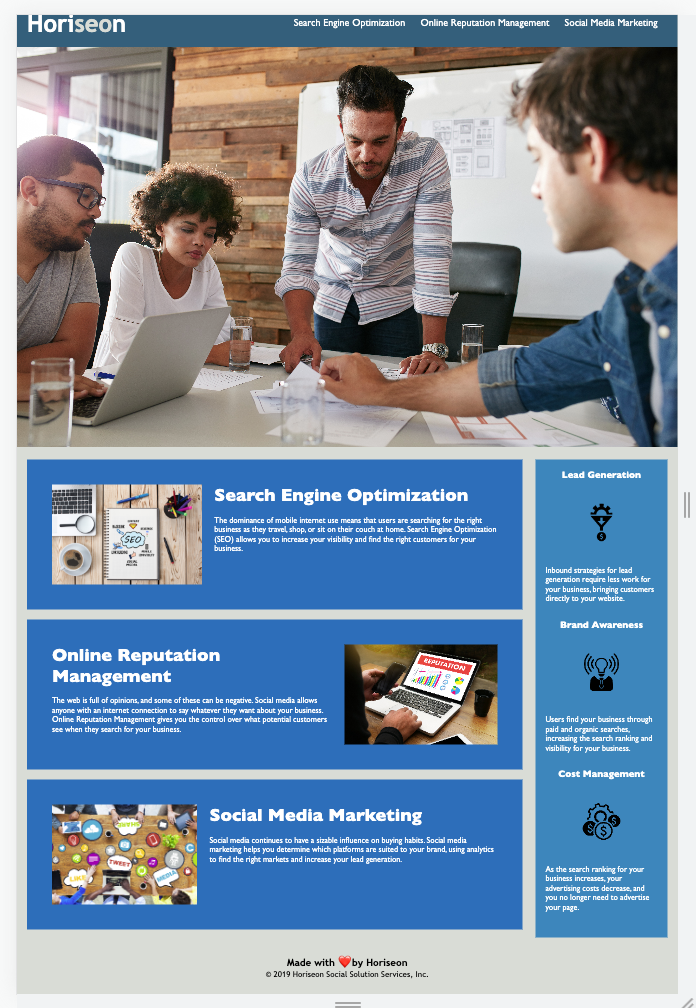 Horiseon
Search Engine Optimization Online Reputation Management Social Media Marketing
SEO
Search Engine Optimization
The dominance of mobile internet use means that users are searching for the right
business as they travel, shop, or sit on their couch at home. Search Engine Optimization
(SEO) allows you to increase your visibility and find the right customers for your
business.
Online Reputation
Management
The web is full of opinions, and some of these can be negative. Social media allows
anyone with an internet connection to say whatever they want about your business.
Online Reputation Management gives you the control over what potential customers
see when they search for your business.
REPUTATION
TWEET
LIKE
MEDIA
Social Media Marketing
Social media continues to have a sizable influence on buying habits. Social media
marketing helps you determine which platforms are suited to your brand, using analytics
to find the right markets and increase your lead generation.
Lead Generation
Inbound strategies for lead
generation require less work for
your business, bringing customers
directly to your website.
Brand Awareness
Users find your business through
paid and organic searches,
increasing the search ranking and
visibility for your business.
Cost Management
As the search ranking for your
business increases, your
advertising costs decrease, and
you no longer need to advertise
your page.
Made with ❤️by Horiseon
© 2019 Horiseon Social Solution Services, Inc.